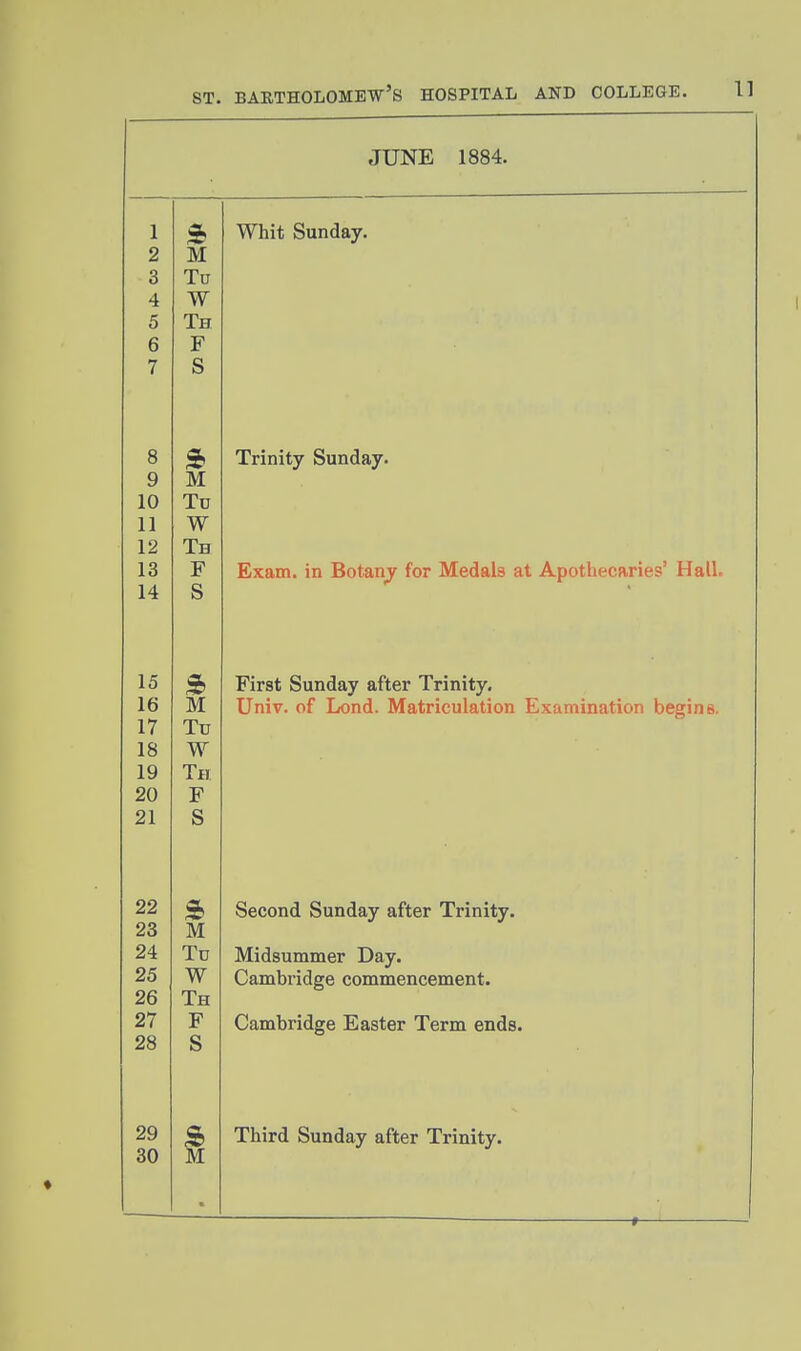 ST. BARTHOLOMEW'S HOSPITAL AND COLLEGE. 11
JUNE 1884.
1 S Whit Sunday.
2 M
3 Tu
4 W
5 Th
6 F
7 S
8 S Trinity Sunday.
9 M
10 Tu
11 W
12 Th
13 F Exam. in Botany for Medals at Apothecaries' Hall.
14 S
15 S First Sunday after Trinity.
16 M Univ. of Lond. Matriculation Examination begins.
17 Tu
18 W
19 Th
20 F
21 S
22 S Second Sunday after Trinity.
23 M
24 Tu Midsummer Day.
25 W Cambridge commencement.
26 Th
27 F Cambridge Easter Term ends.
28 S
29 S Third Sunday after Trinity.
30 M